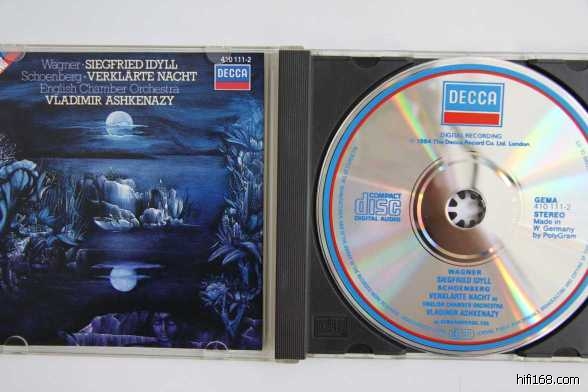 Wagner · SIEGFRIED IDYLL
Schoenberg · VERKLÄRTE NACHT
English Chamber Orchestra
VLADIMIR ASHKENAZY
410 111-2
DECCA
DECCA
DIGITAL RECORDING
℗ 1984 The Decca Record Co. Ltd. London
COMPACT
disc
DIGITAL AUDIO
GEMA
410 111-2
STEREO
Made in
W. Germany
by PolyGram
WAGNER
SIEGFRIED IDYLL
SCHOENBERG
VERKLÄRTE NACHT
ENGLISH CHAMBER ORCHESTRA
VLADIMIR ASHKENAZY
hifi168.com